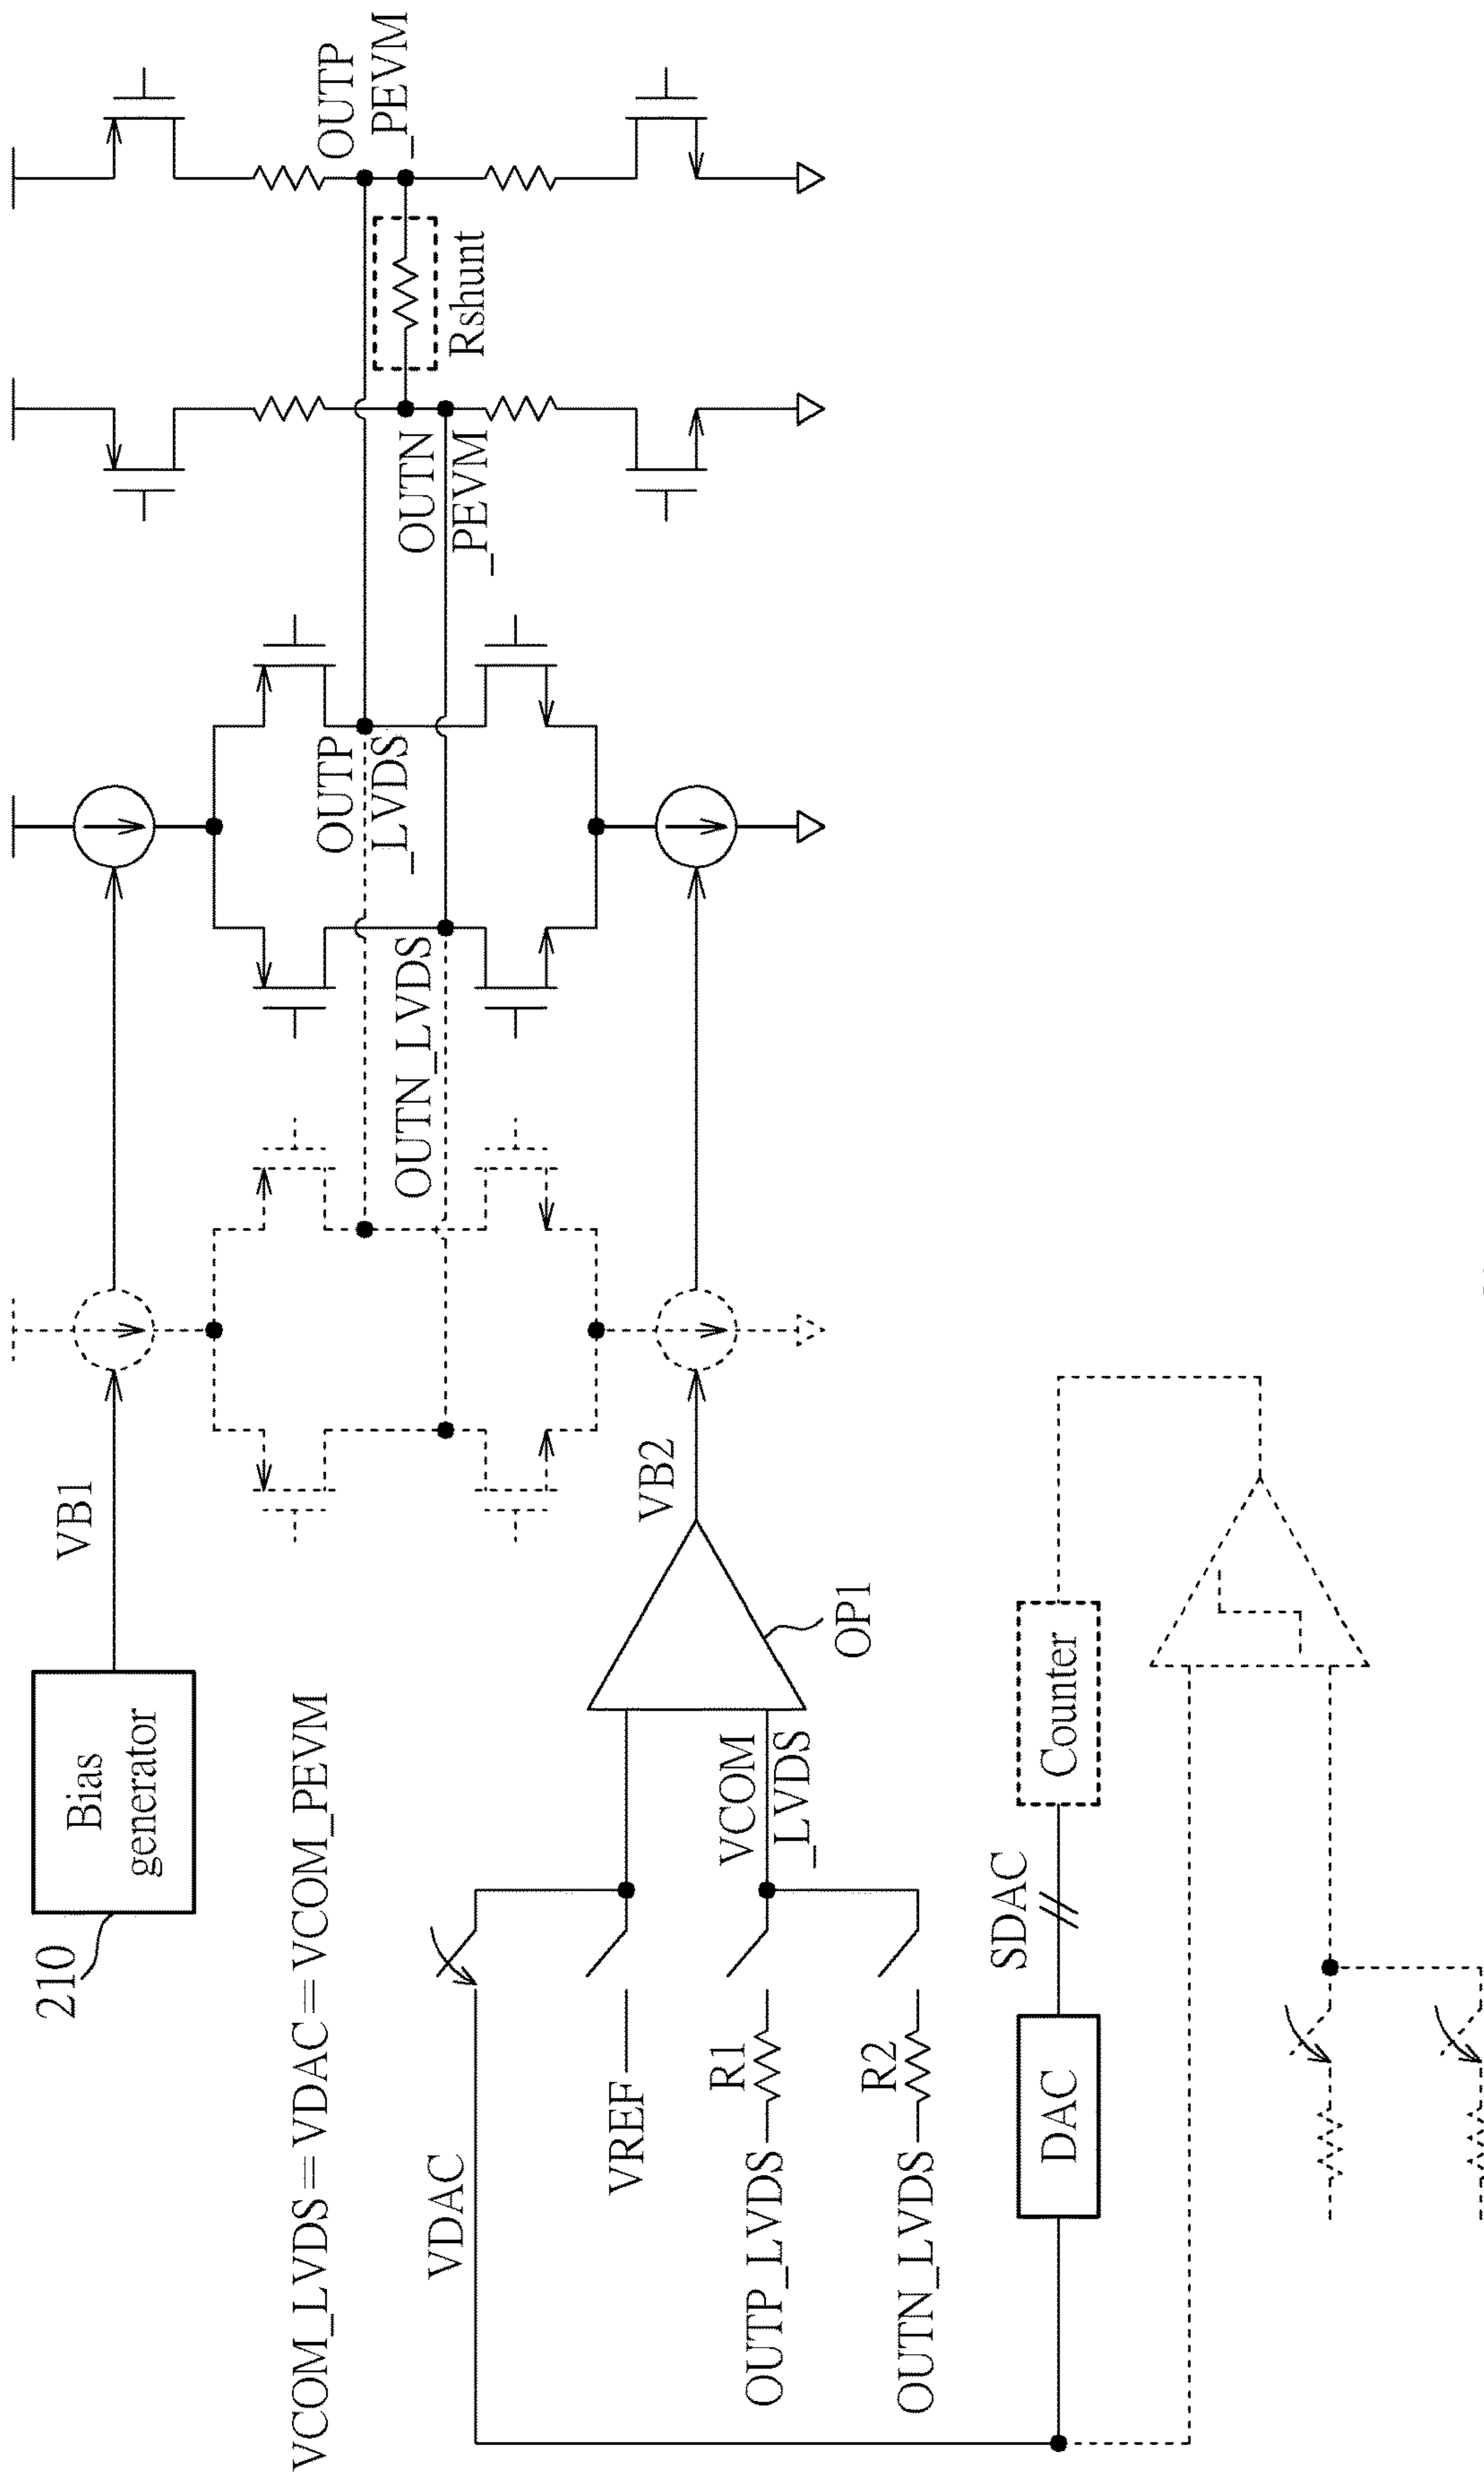 210
Bias
generator
VB1
VCOM_LVDS=VDAC=VCOM_PEVM
VDAC
VREF
OUTP_LVDS
R1
OUTN_LVDS
R2
VCOM
_LVDS
OP1
VB2
OUTN_LVDS
OUTP
_LVDS
OUTN
_PEVM
Rshunt
OUTP
_PEVM
DAC
SDAC
Counter